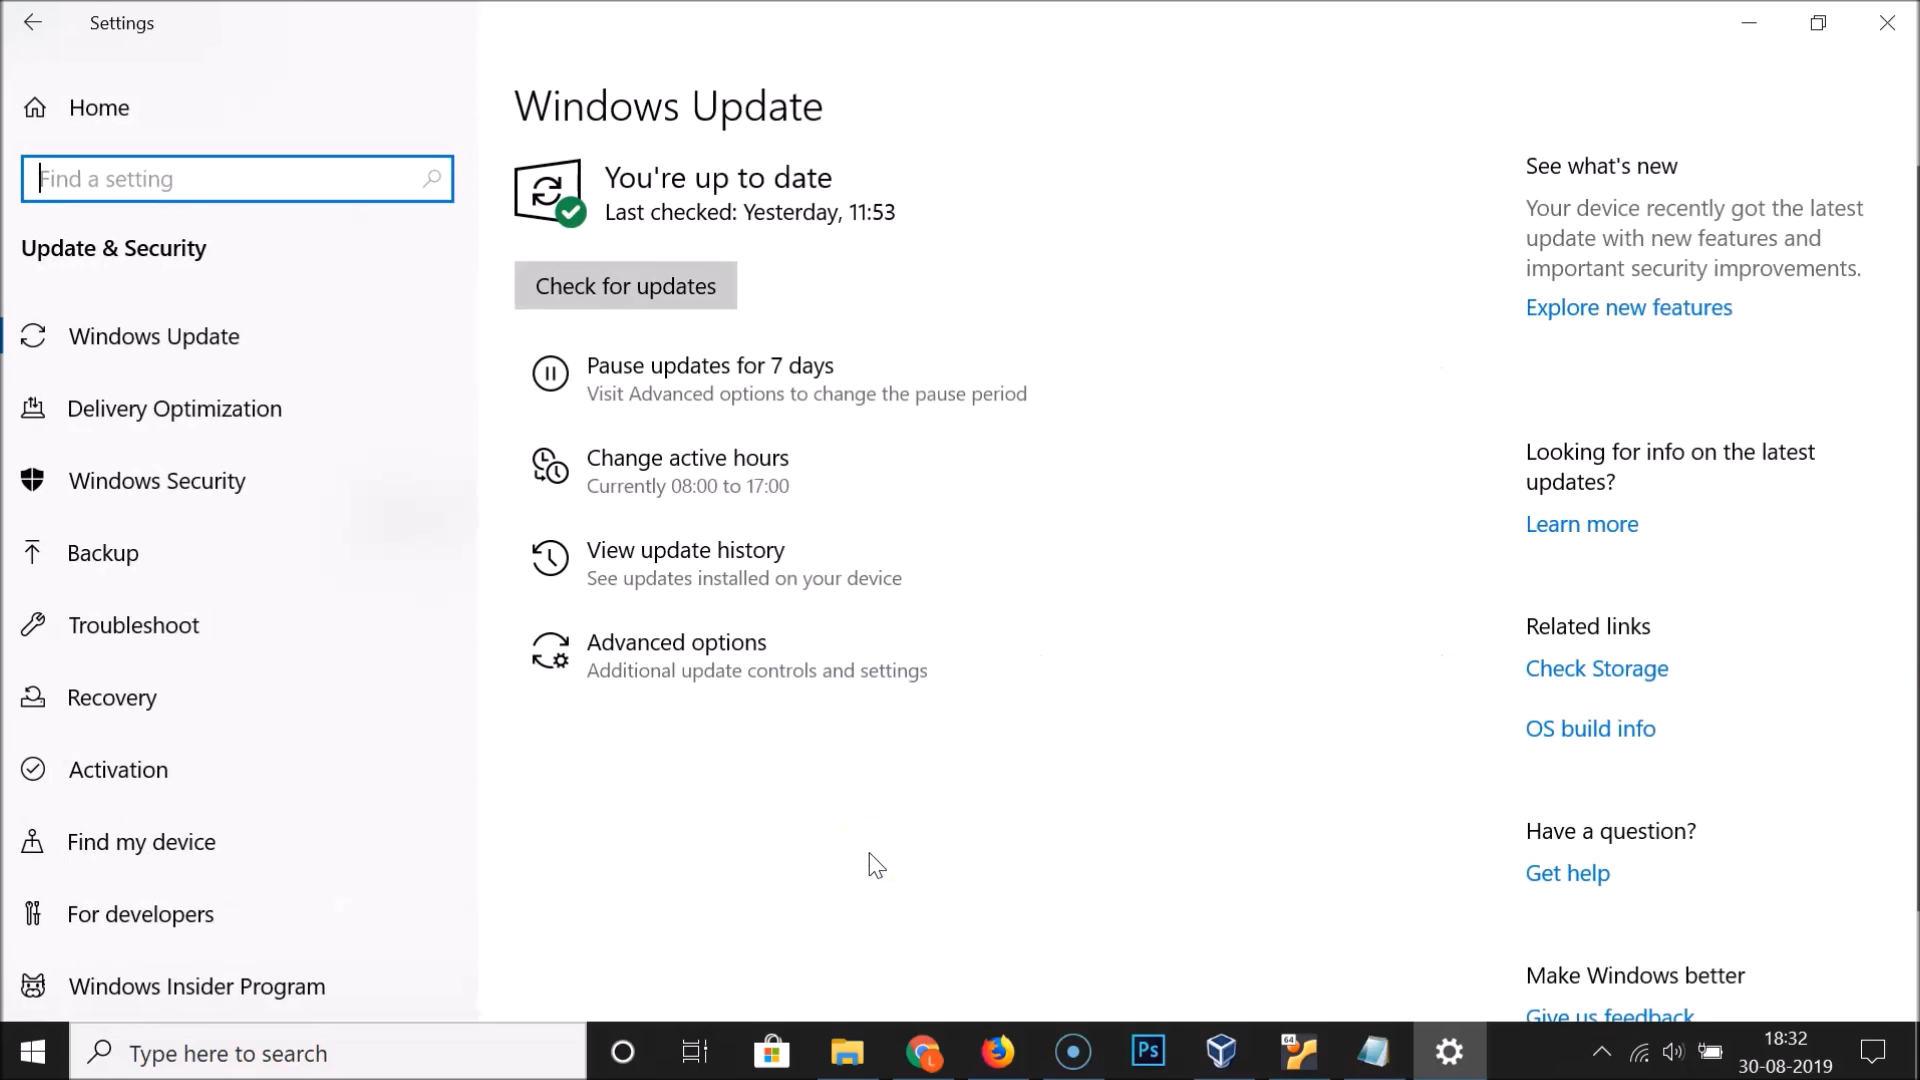 Settings
Home
Find a setting
Update & Security
Windows Update
Delivery Optimization
Windows Security
Backup
Troubleshoot
Recovery
Activation
Find my device
For developers
Windows Insider Program
Windows Update
You're up to date
Last checked: Yesterday, 11:53
Check for updates
Pause updates for 7 days
Visit Advanced options to change the pause period
Change active hours
Currently 08:00 to 17:00
View update history
See updates installed on your device
Advanced options
Additional update controls and settings
See what's new
Your device recently got the latest
update with new features and
important security improvements.
Explore new features
Looking for info on the latest
updates?
Learn more
Related links
Check Storage
OS build info
Have a question?
Get help
Make Windows better
Give us feedback
Type here to search
L
Ps
64
18:32
30-08-2019